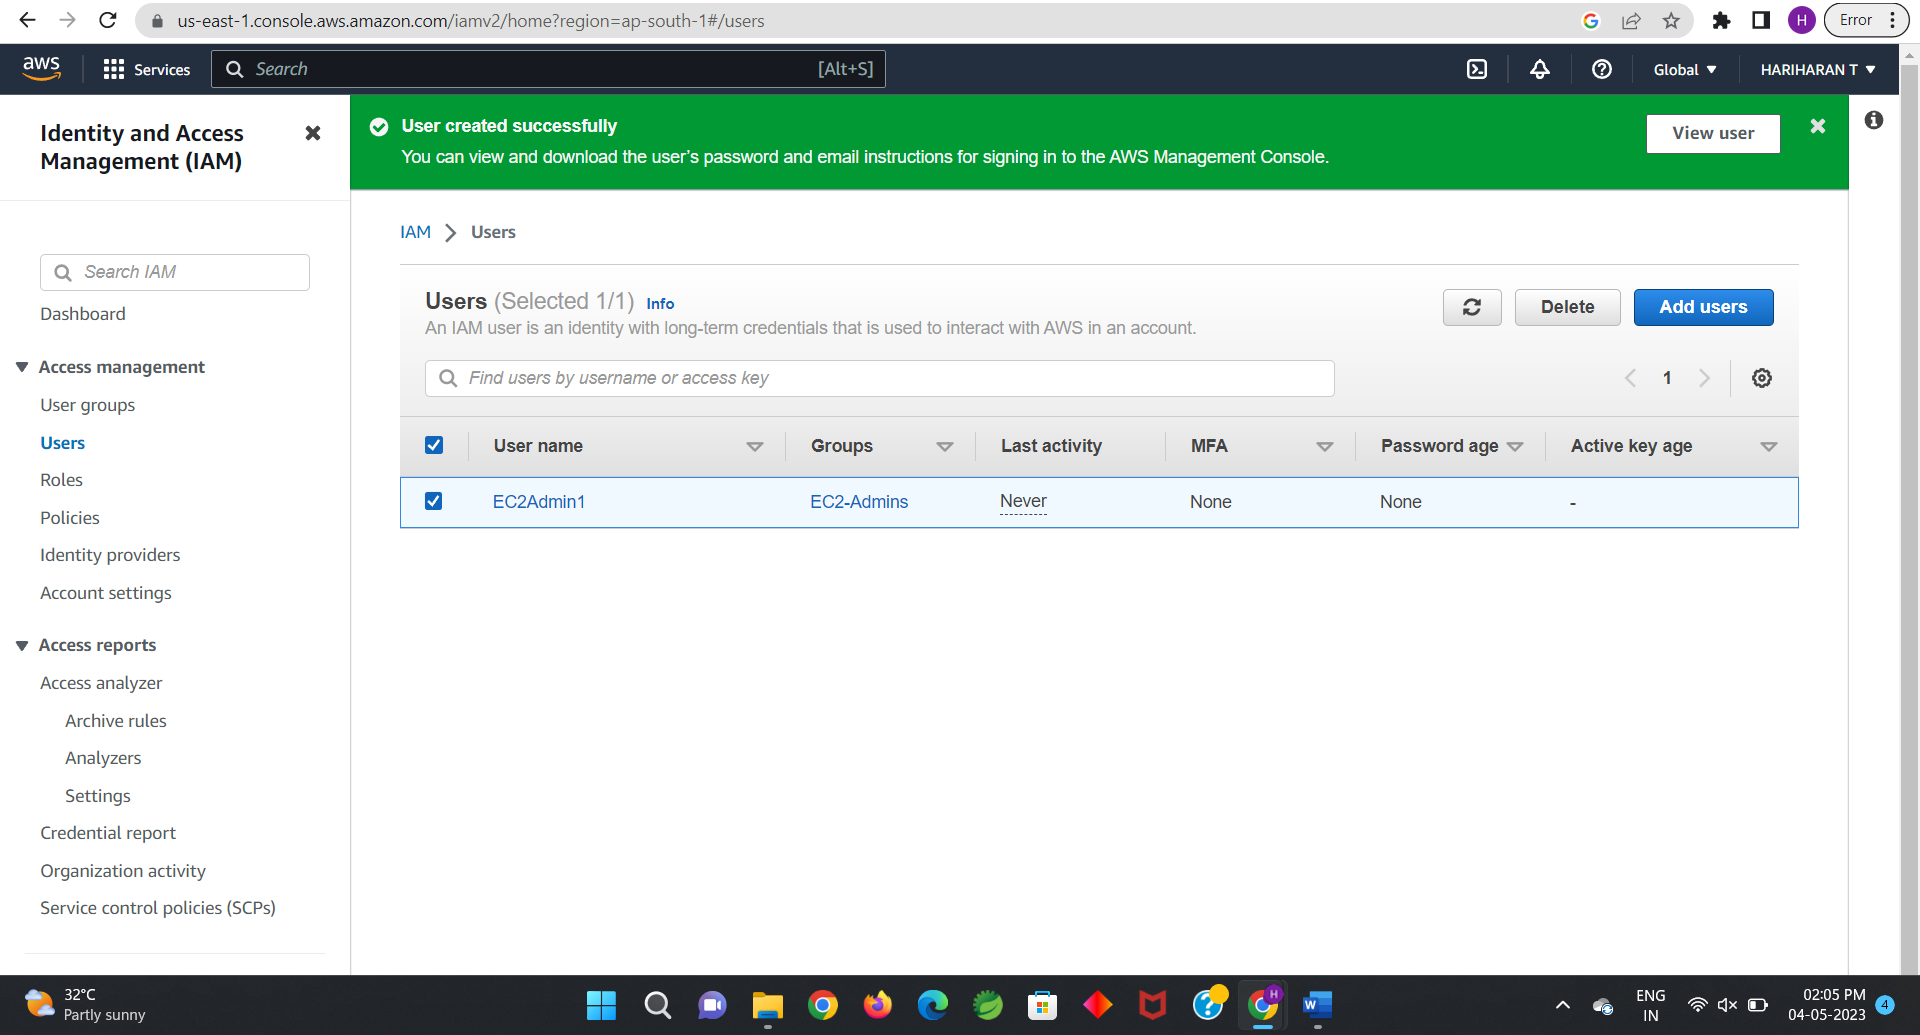 us-east-1.console.aws.amazon.com/iamv2/home?region=ap-south-1#/users
H
Error
aws
Services
Search
[Alt+S]
Global
HARIHARAN T
Identity and Access
Management (IAM)
Search IAM
Dashboard
Access management
User groups
Users
Roles
Policies
Identity providers
Account settings
Access reports
Access analyzer
Archive rules
Analyzers
Settings
Credential report
Organization activity
Service control policies (SCPs)
User created successfully
You can view and download the user's password and email instructions for signing in to the AWS Management Console.
View user
IAM > Users
Users (Selected 1/1) Info
An IAM user is an identity with long-term credentials that is used to interact with AWS in an account.
Delete
Add users
Find users by username or access key
1
User name Groups Last activity MFA Password age Active key age
EC2Admin1 EC2-Admins Never None None -
32°C
Partly sunny
H
W
ENG
IN
02:05 PM
04-05-2023
4